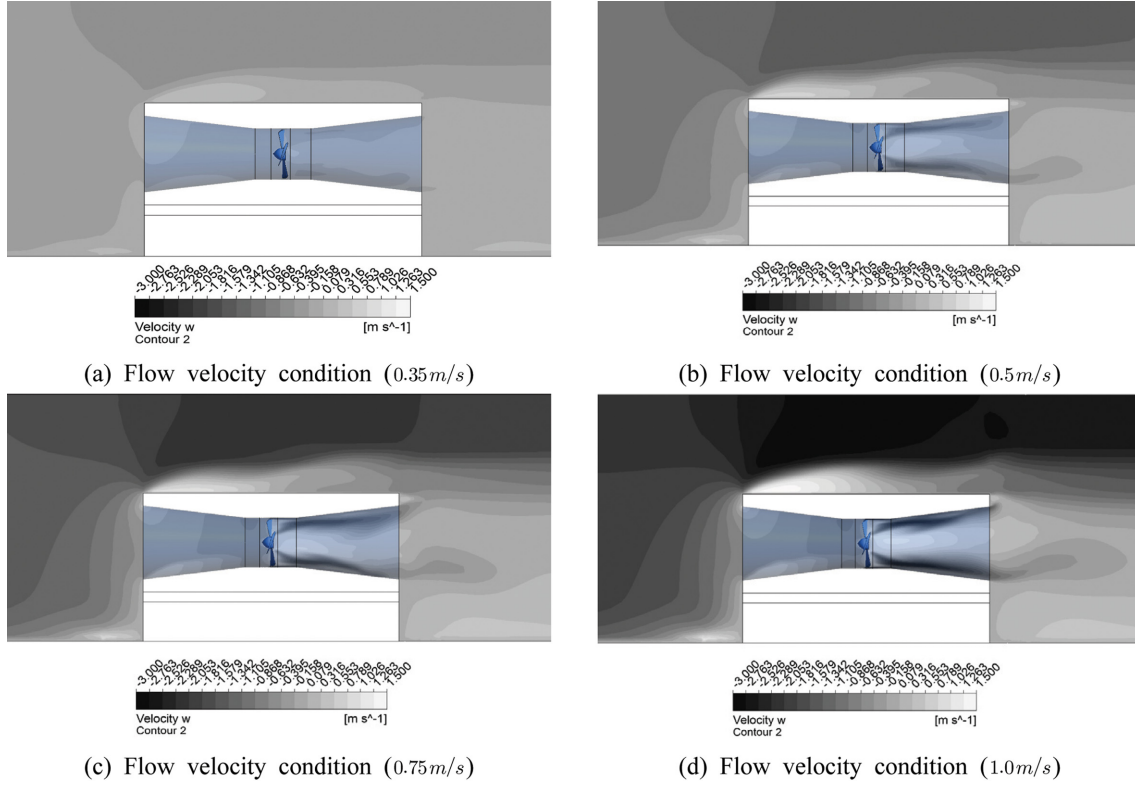 -3.000 -2.763 -2.526 -2.289 -2.053 -1.816 -1.579 -1.342 -1.105 -0.868 -0.632 -0.395 -0.158 0.079 0.316 0.553 0.789 1.026 1.263 1.500
Velocity w [m s^-1]
Contour 2
(a) Flow velocity condition (0.35m/s)
-3.000 -2.763 -2.526 -2.289 -2.053 -1.816 -1.579 -1.342 -1.105 -0.868 -0.632 -0.395 -0.158 0.079 0.316 0.553 0.789 1.026 1.263 1.500
Velocity w [m s^-1]
Contour 2
(b) Flow velocity condition (0.5m/s)
-3.000 -2.763 -2.526 -2.289 -2.053 -1.816 -1.579 -1.342 -1.105 -0.868 -0.632 -0.395 -0.158 0.079 0.316 0.553 0.789 1.026 1.263 1.500
Velocity w [m s^-1]
Contour 2
(c) Flow velocity condition (0.75m/s)
-3.000 -2.763 -2.526 -2.289 -2.053 -1.816 -1.579 -1.342 -1.105 -0.868 -0.632 -0.395 -0.158 0.079 0.316 0.553 0.789 1.026 1.263 1.500
Velocity w [m s^-1]
Contour 2
(d) Flow velocity condition (1.0m/s)